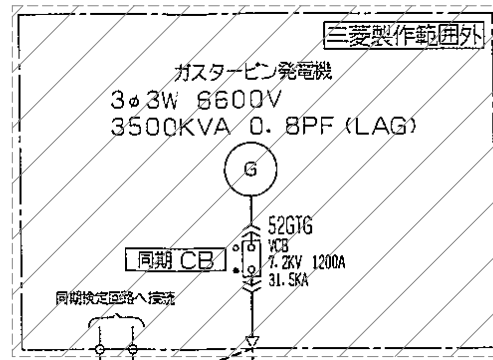 三菱製作範囲外
ガスタービン発電機
3φ3W 6600V
3500KVA 0.8PF (LAG)
G
52GTG
VCB
7.2KV 1200A
31.5KA
同期 CB
同期検定回路へ接続